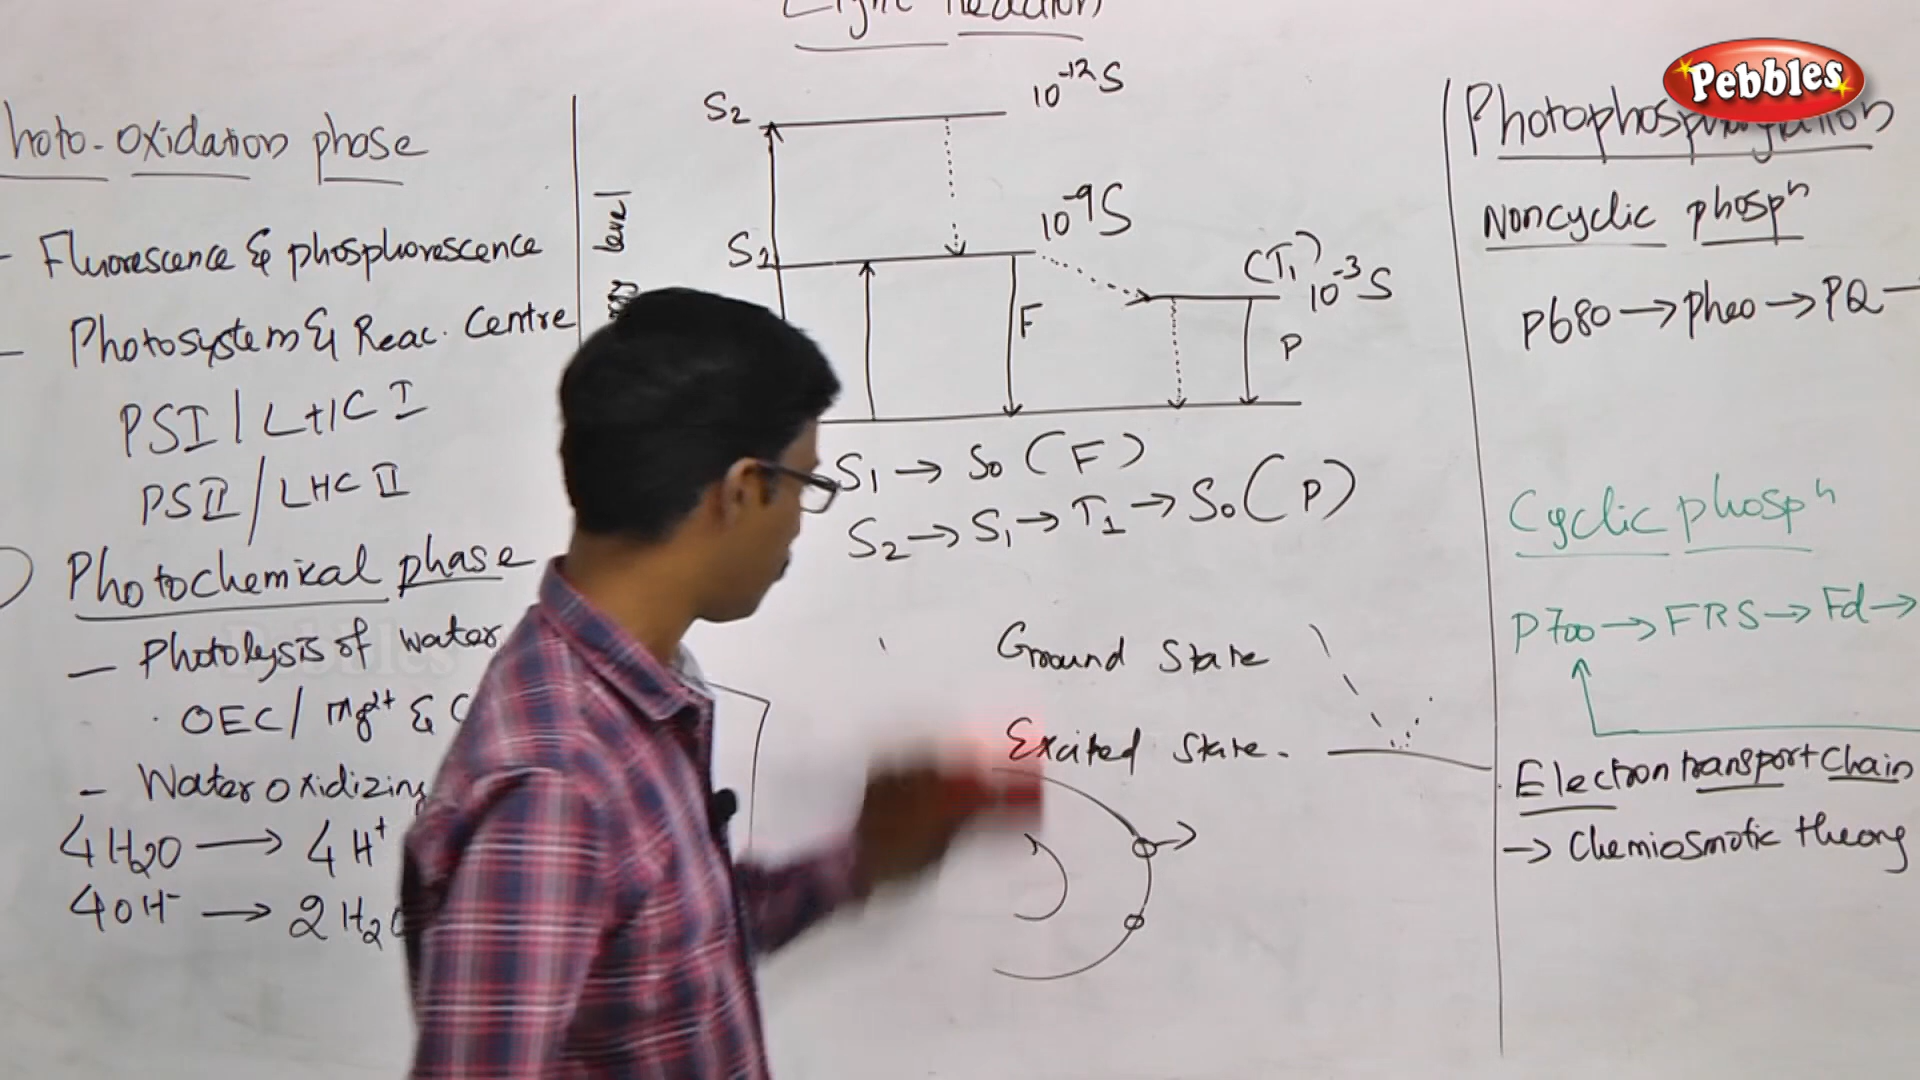 Light Reaction
Pebbles
hoto-oxidation phase
- Fluorescence & phosphorescence
- Photosystem & Reac. Centre
PSI / LHC I
PSII / LHC II
Photochemical phase
- Photolysis of water
. OEC / Mg2+ &
- Water oxidizing
4H2O → 4H+
4OH- → 2H2O
level
S2 10-12S
S2 10-9S
(T1) 10-3S
F
P
S1 → S0 (F)
S2 → S1 → T1 → S0 (P)
Ground State
Excited State.
Photophosphorylation
Noncyclic phosph
P680 → Pheo → PQ
Cyclic phosph
P700 → FRS → Fd →
Electron transport chain
→ Chemiosmotic theory
Pebbles